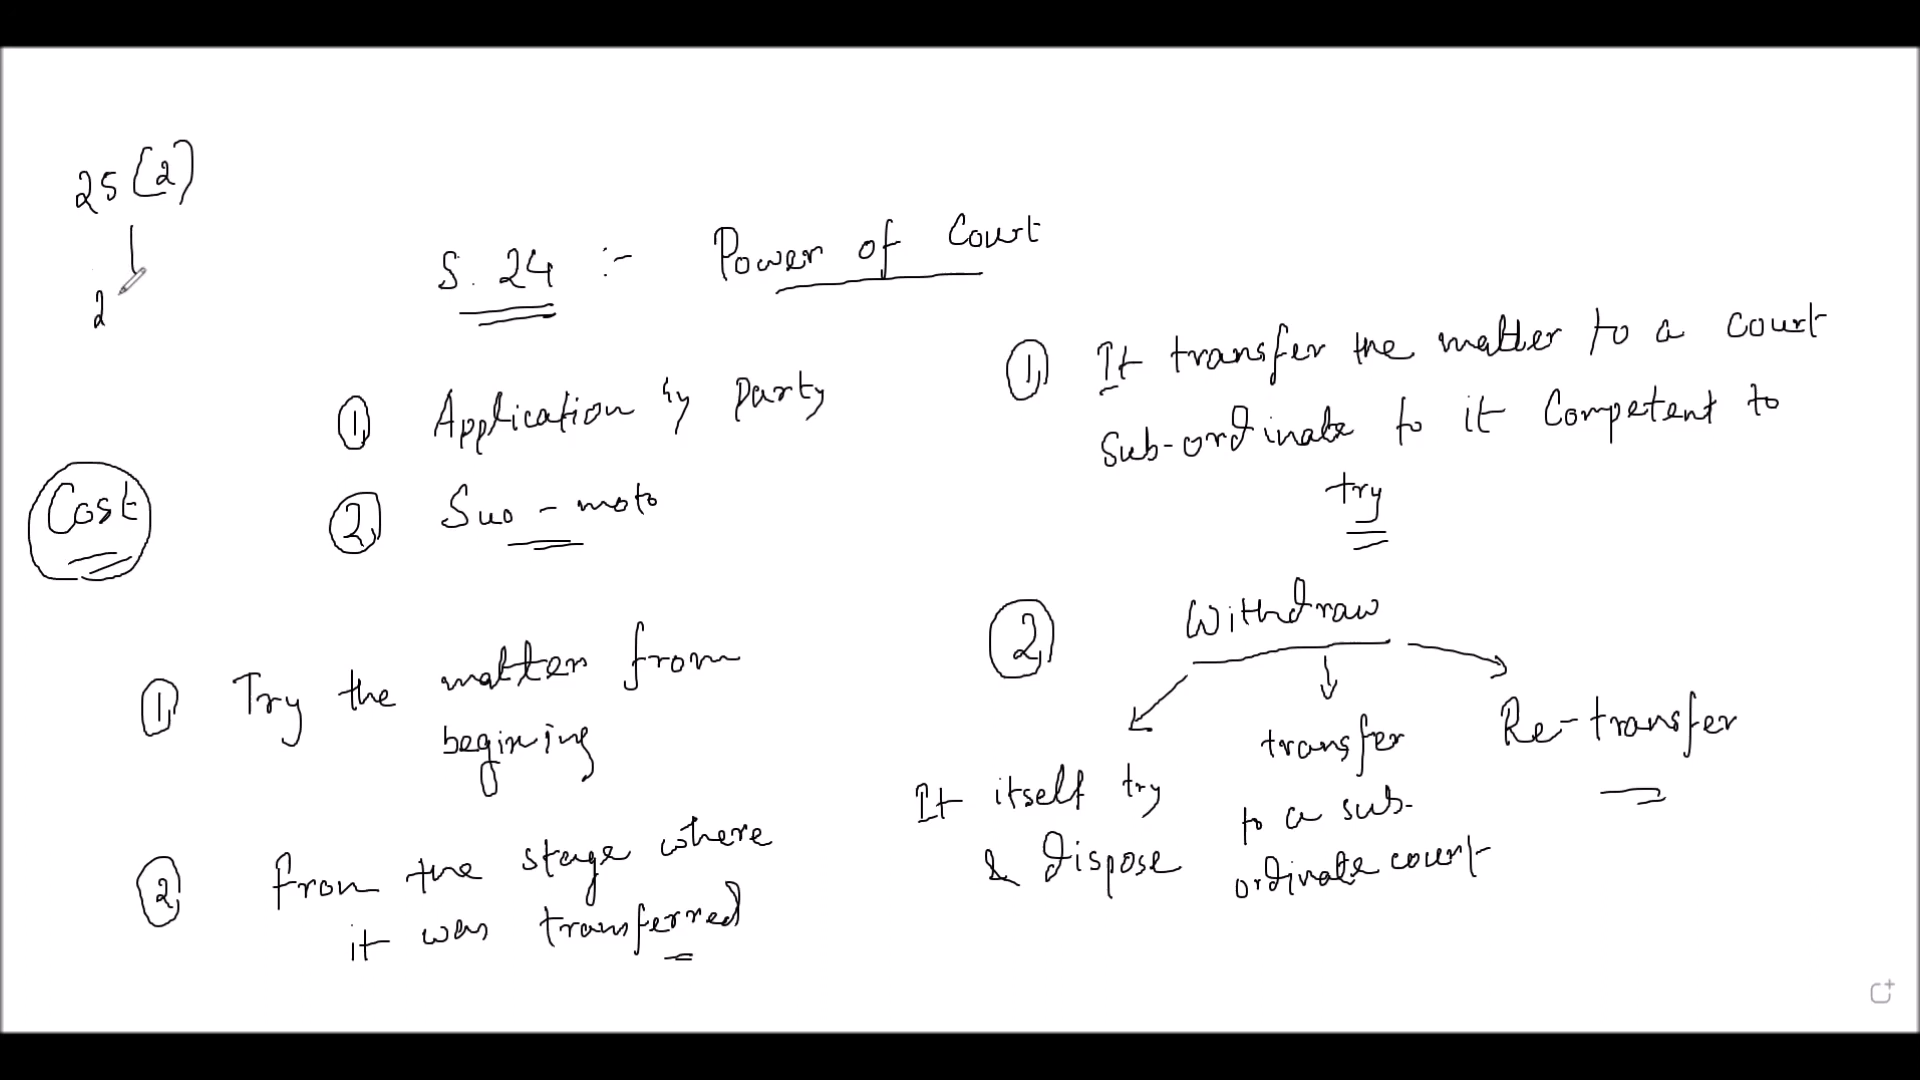 25 (2)
2
S. 24 :- Power of Court
① Application by party
② Suo - moto
Cost
① It transfer the matter to a court
Sub-ordinate to it Competent to
try
② Withdraw
It itself try
& dispose
transfer
to a sub-
ordinate court
Re-transfer
① Try the matter from
begining
② from the stage where
it was transferred